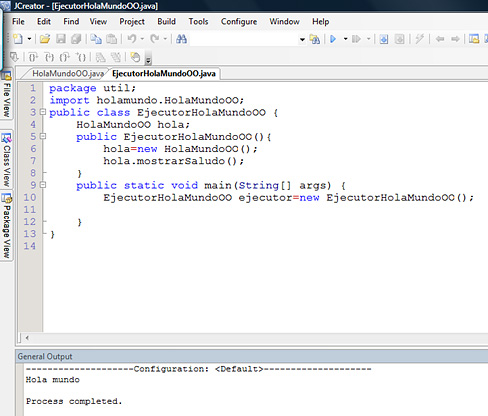 JCreator - [EjecutorHolaMundoOO.java]
File Edit Find View Project Build Tools Configure Window Help
HolaMundoOO.java EjecutorHolaMundoOO.java
File View
Class View
Package View
1 package util;
2 import holamundo.HolaMundoOO;
3 public class EjecutorHolaMundoOO {
4 HolaMundoOO hola;
5 public EjecutorHolaMundoOO(){
6 hola=new HolaMundoOO();
7 hola.mostrarSaludo();
8 }
9 public static void main(String[] args) {
10 EjecutorHolaMundoOO ejecutor=new EjecutorHolaMundoOO();
11
12 }
13 }
14
General Output
--------------------Configuration: <Default>--------------------
Hola mundo
Process completed.